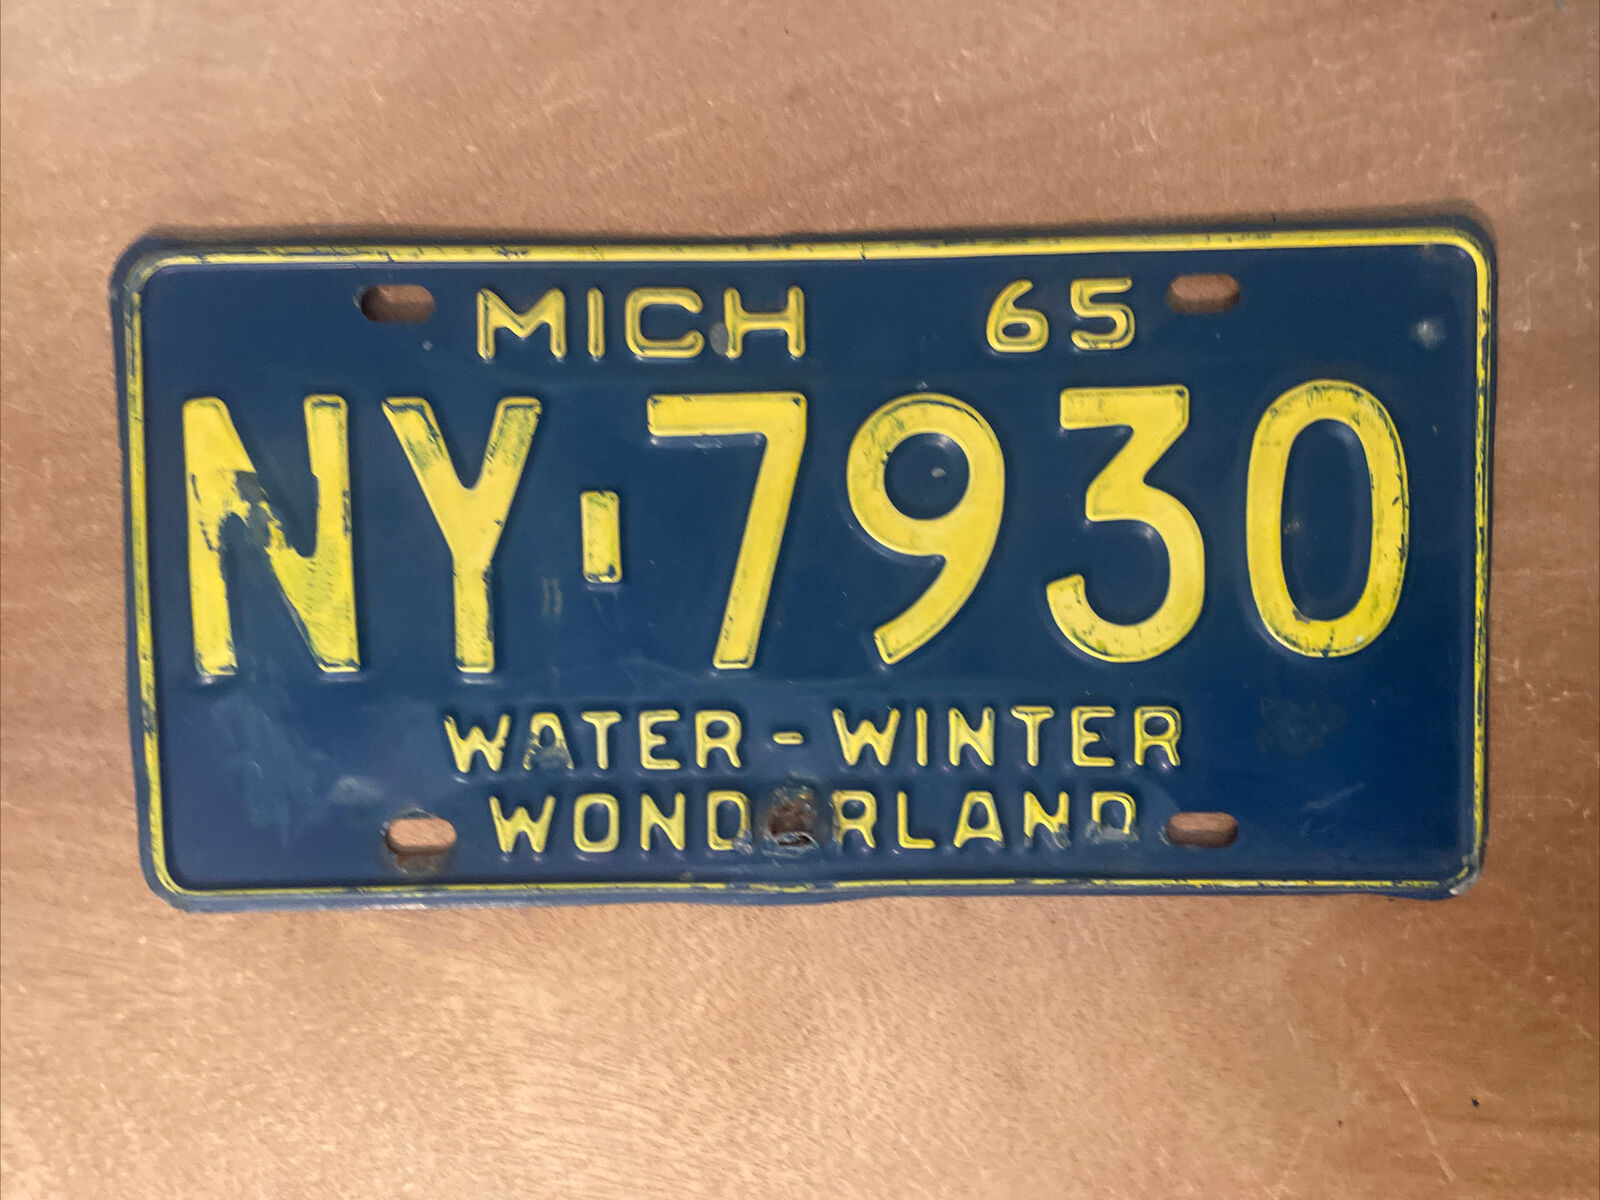 MICH 65
NY-7930
WATER-WINTER
WONDERLAND